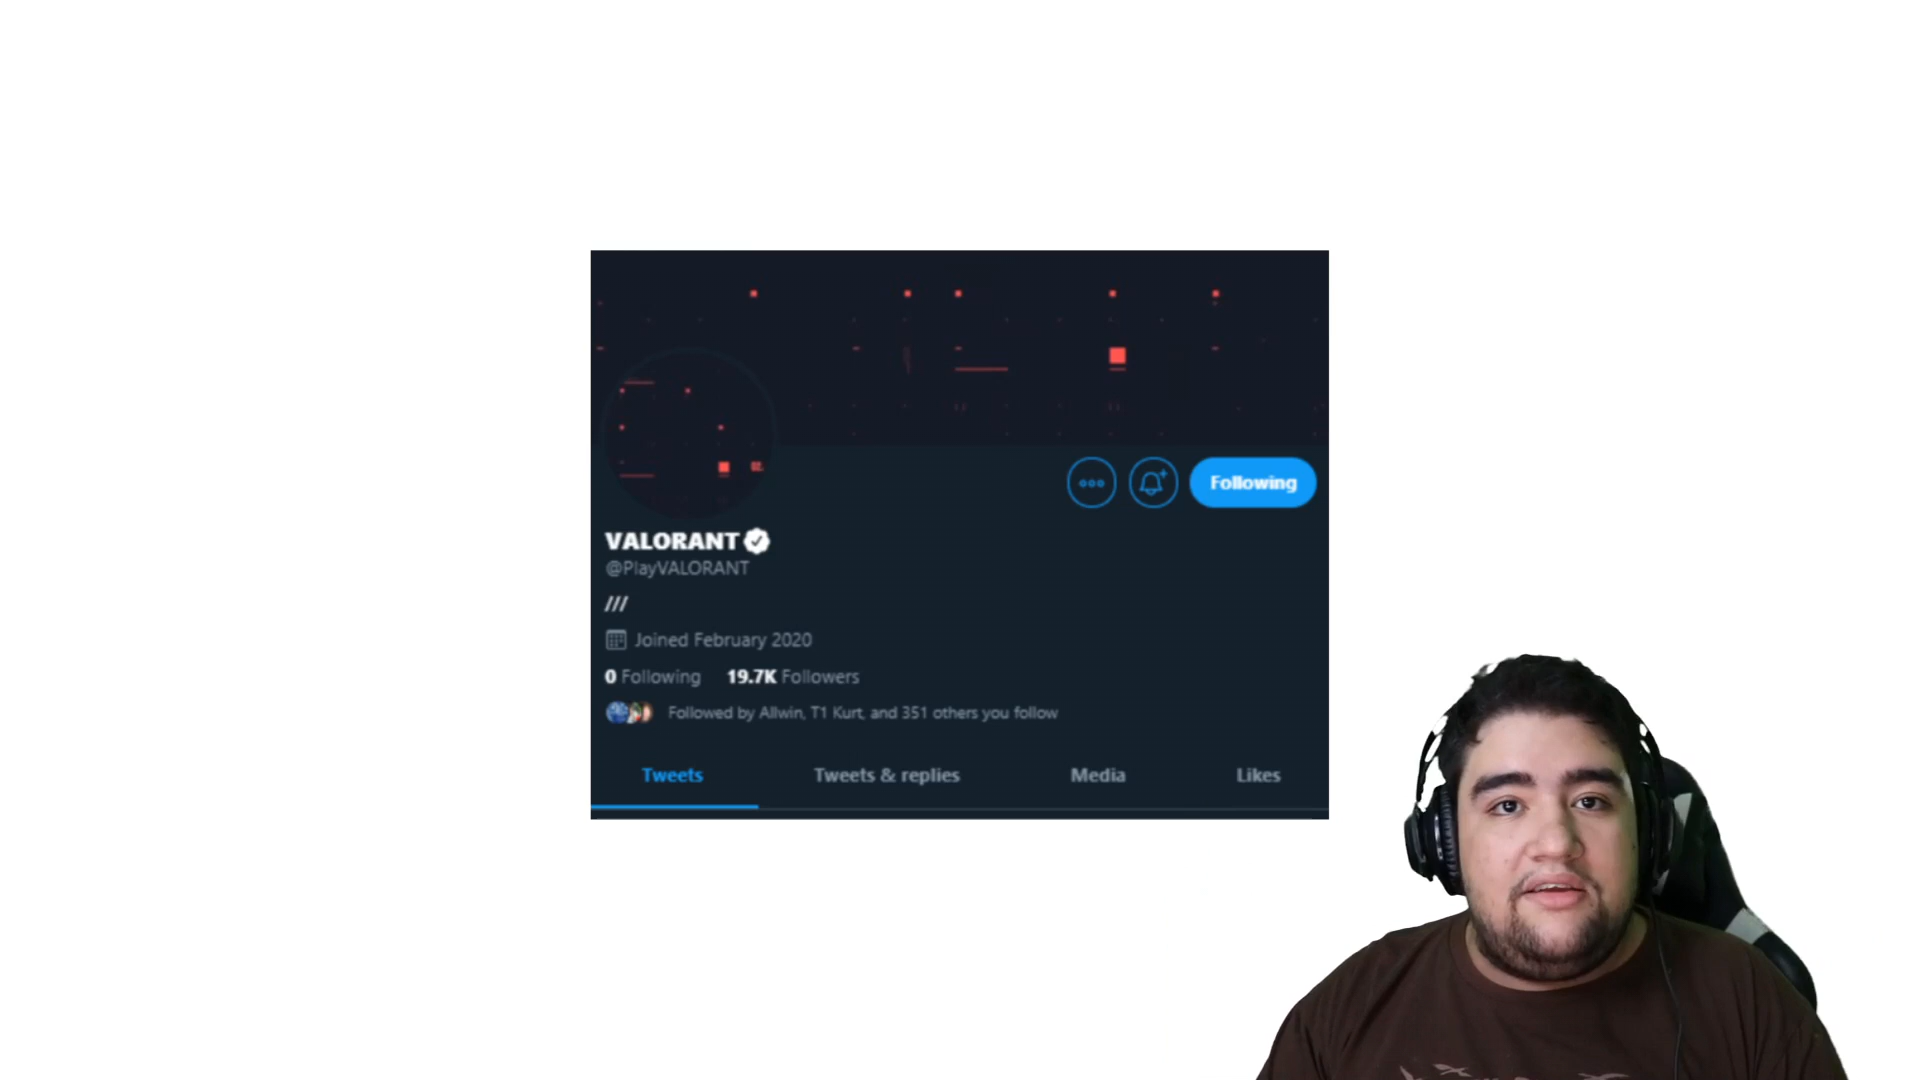 Following
VALORANT
@PlayVALORANT
///
Joined February 2020
0 Following 19.7K Followers
Followed by Allwin, T1 Kurt, and 351 others you follow
Tweets Tweets & replies Media Likes